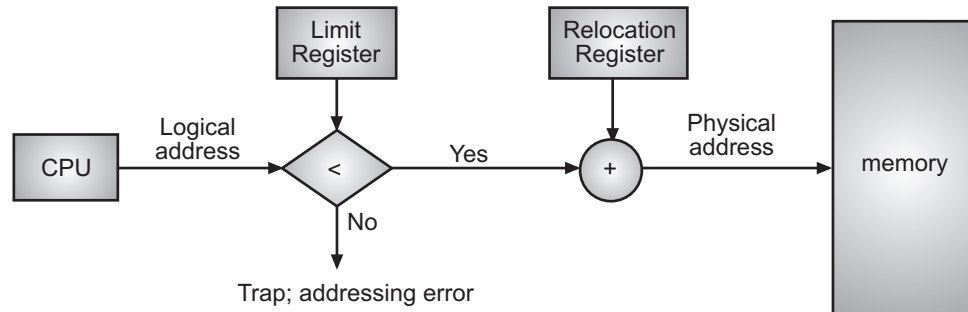 Limit
Register
Relocation
Register
CPU
Logical
address
<
Yes
+
Physical
address
memory
No
Trap; addressing error